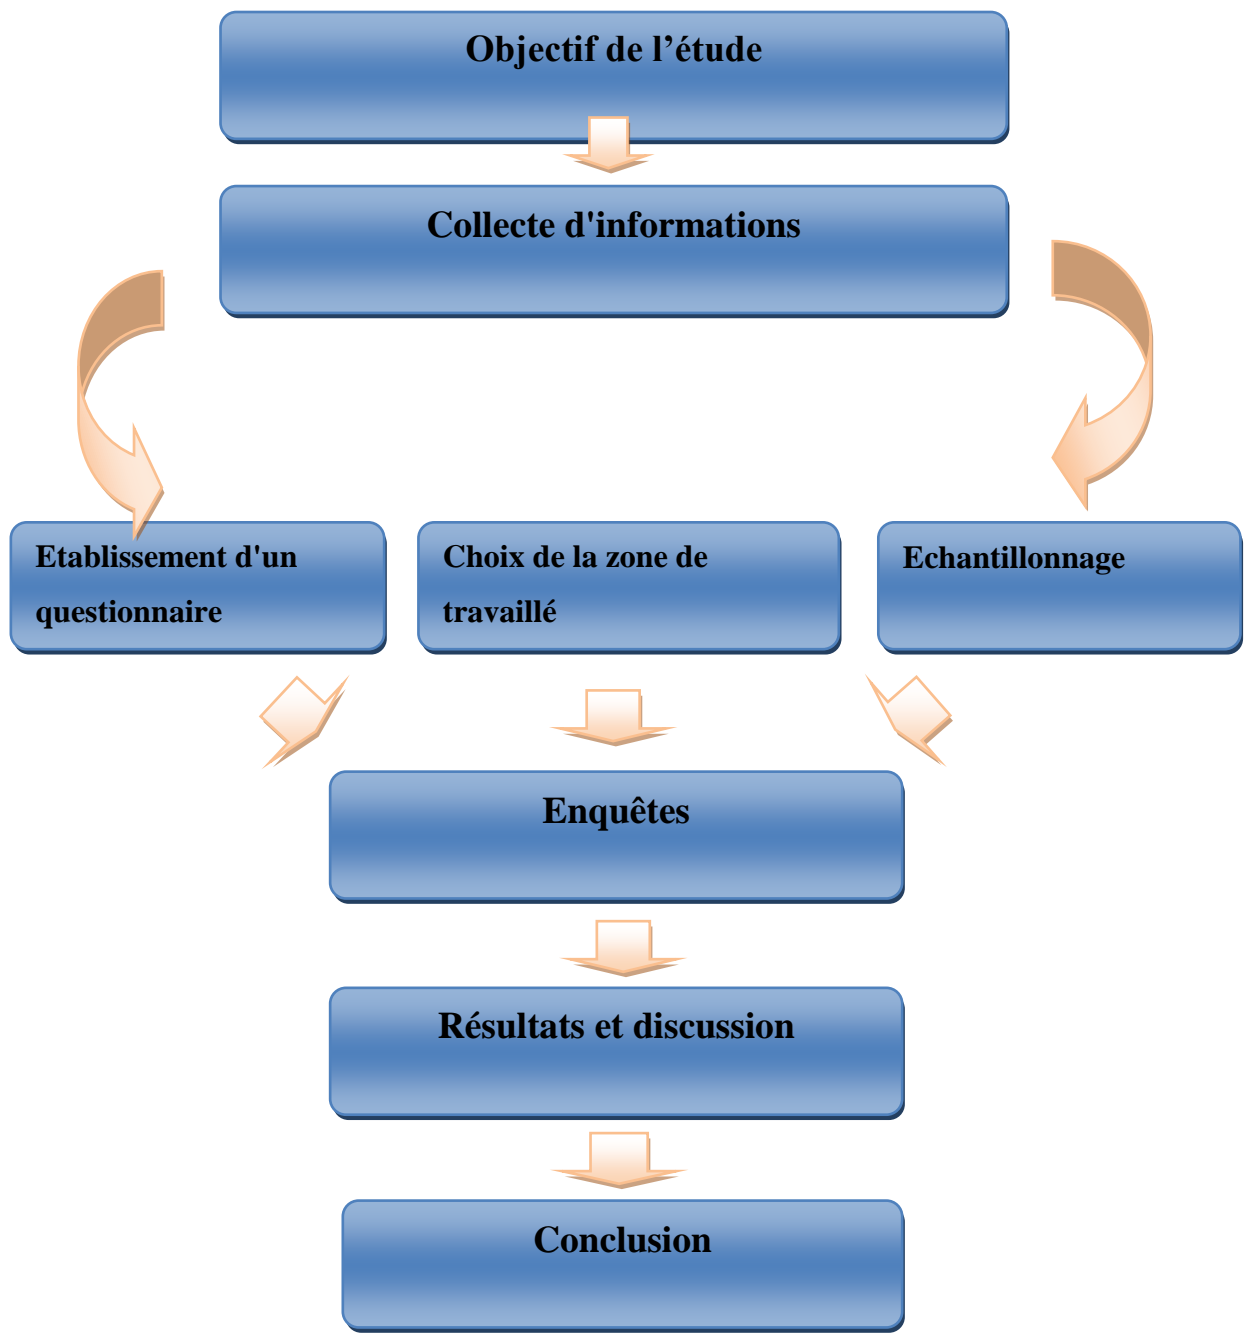 Objectif de l’étude
Collecte d'informations
Etablissement d'un
questionnaire
Choix de la zone de
travaillé
Echantillonnage
Enquêtes
Résultats et discussion
Conclusion